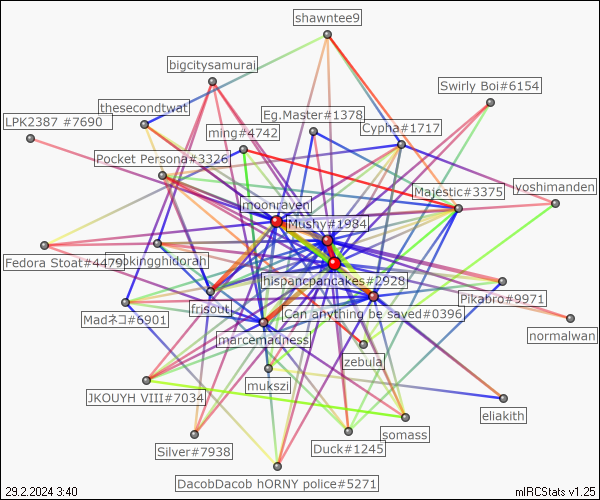 shawntee9
bigcitysamurai
Swirly Boi#6154
thesecondtwat
Eg.Master#1378
LPK2387 #7690
ming#4742
Cypha#1717
Pocket Persona#3326
Majestic#3375
yoshimanden
moonraven
Mushy#1984
Fedora Stoat#4479
hispancpancakes#2928
Pikabro#9971
frisout
Can anything be saved#0396
Madネコ#6901
normalwan
marcemadness
zebula
mukszi
JKOUYH VIII#7034
eliakith
somass
Duck#1245
Silver#7938
DacobDacob hORNY police#5271
29.2.2024 3:40
mIRCStats v1.25